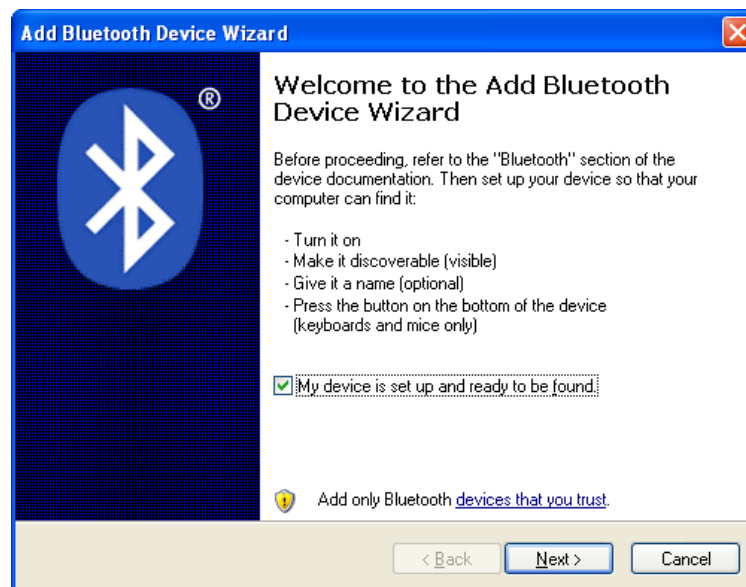 Add Bluetooth Device Wizard
®
Welcome to the Add Bluetooth
Device Wizard
Before proceeding, refer to the "Bluetooth" section of the
device documentation. Then set up your device so that your
computer can find it:
- Turn it on
- Make it discoverable (visible)
- Give it a name (optional)
- Press the button on the bottom of the device
(keyboards and mice only)
My device is set up and ready to be found.
Add only Bluetooth devices that you trust.
< Back Next > Cancel